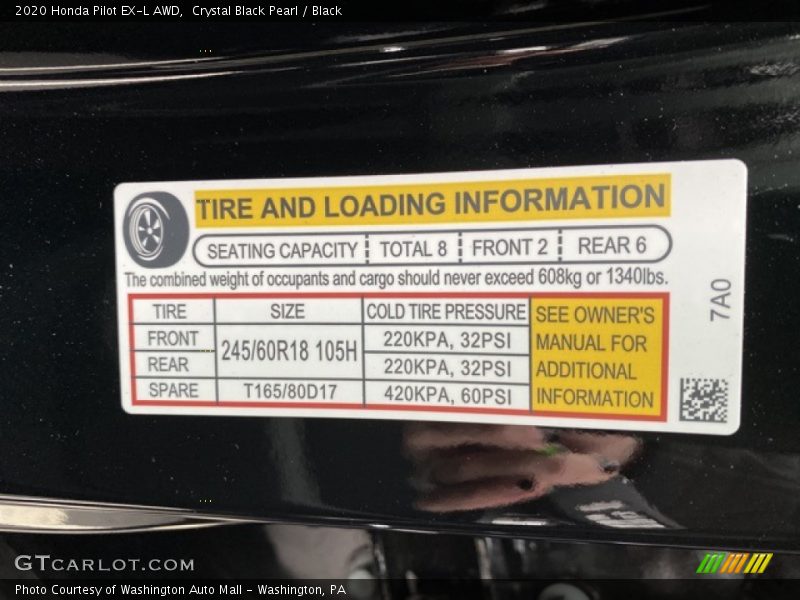 2020 Honda Pilot EX-L AWD,  Crystal Black Pearl / Black
TIRE AND LOADING INFORMATION
SEATING CAPACITY TOTAL 8 FRONT 2 REAR 6
The combined weight of occupants and cargo should never exceed 608kg or 1340lbs.
TIRE SIZE COLD TIRE PRESSURE
FRONT 245/60R18 105H 220KPA, 32PSI
REAR 220KPA, 32PSI
SPARE T165/80D17 420KPA, 60PSI
SEE OWNER'S
MANUAL FOR
ADDITIONAL
INFORMATION
7A0
GTCARLOT.COM
Photo Courtesy of Washington Auto Mall - Washington, PA